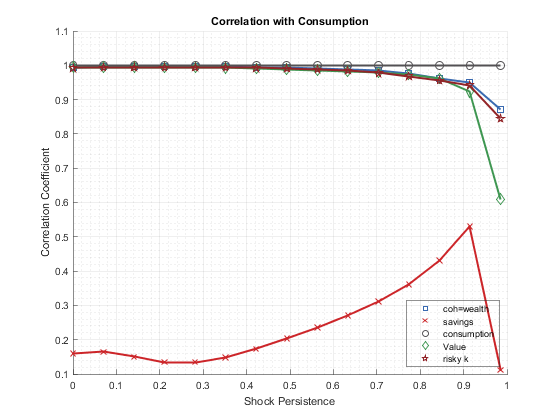 Correlation with Consumption
1.1
1
0.9
0.8
0.7
0.6
0.5
0.4
0.3
0.2
0.1
Correlation Coefficient
0
0.1
0.2
0.3
0.4
0.5
0.6
0.7
0.8
0.9
1
Shock Persistence
coh=wealth
savings
consumption
Value
risky k